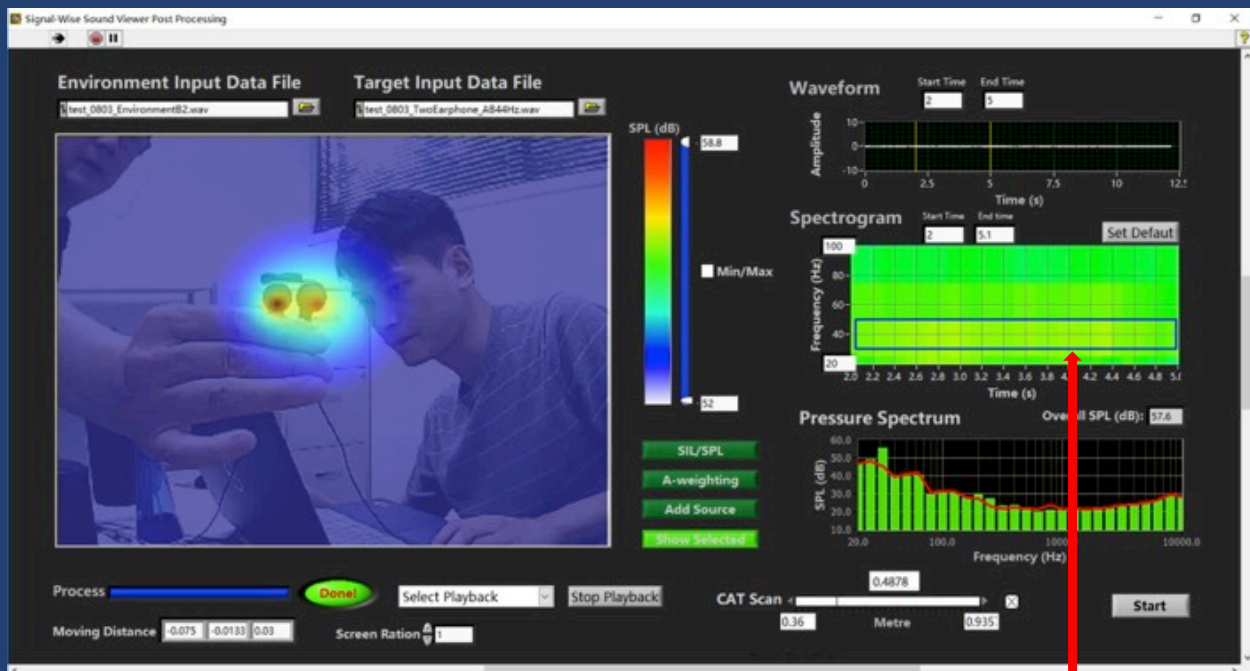 Signal-Wise Sound Viewer Post Processing
Environment Input Data File
Target Input Data File
test_0803_EnvironmentB2.wav
test_0803_TwoEarphone_AB44Hz.wav
SPL (dB)
58.8
Min/Max
52
SIL/SPL
A-weighting
Add Source
Show Selected
Waveform
Start Time
End Time
2
5
Amplitude
10
0
-10
0 2.5 5 7.5 10
Time (s)
Spectrogram
Start Time
End time
2
5.1
Set Defaut
Frequency (Hz)
100
80
60
40
20
2.0 2.2 2.4 2.6 2.8 3.0 3.2 3.4 3.6 3.8 4.2 4.4 4.6 4.8
Time (s)
Pressure Spectrum
Overall SPL (dB): 57.6
SPL (dB)
60.0
50.0
40.0
30.0
20.0
10.0
20.0 100.0 10000.0
Frequency (Hz)
Process
Done!
Select Playback
Stop Playback
CAT Scan
0.4878
0.36
Metre
0.935
Start
Moving Distance
-0.075 -0.0133 0.03
Screen Ration
1